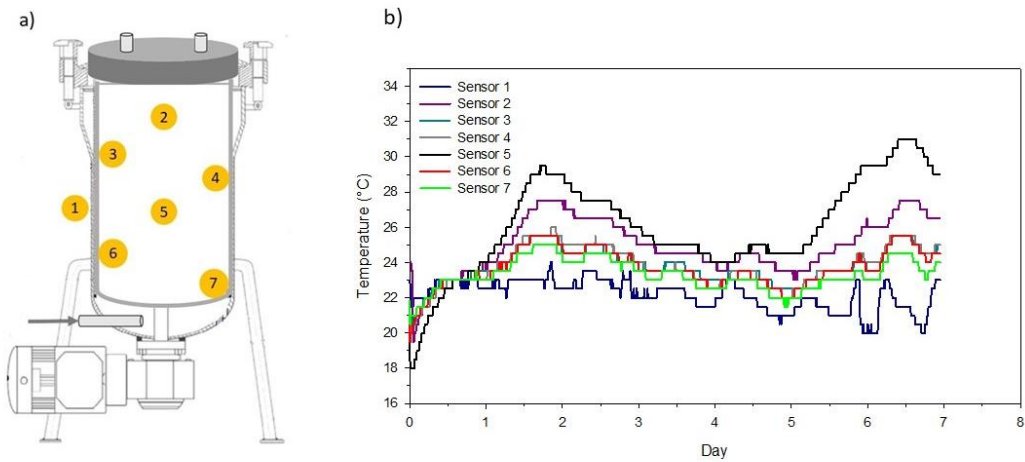 a)
2
3
4
1
5
6
7
b)
34
32
30
28
26
24
22
20
18
16
Temperature (°C)
Sensor 1
Sensor 2
Sensor 3
Sensor 4
Sensor 5
Sensor 6
Sensor 7
0 1 2 3 4 5 6 7 8
Day